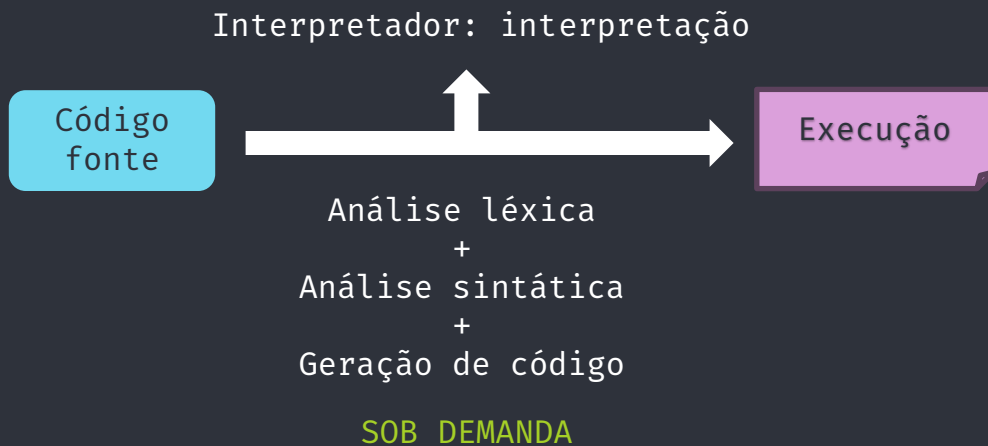 Interpretador: interpretação
Código
fonte
Execução
Análise léxica
+
Análise sintática
+
Geração de código
SOB DEMANDA